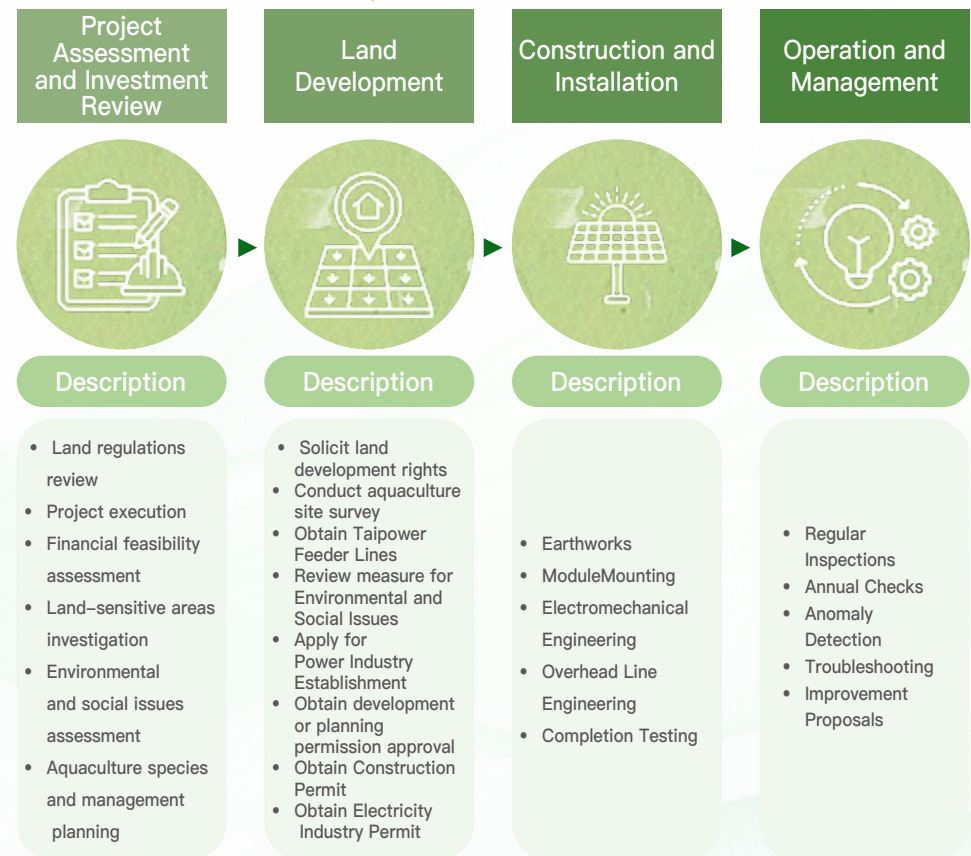 Project
Assessment
and Investment
Review
Land
Development
Construction and
Installation
Operation and
Management
Description
Description
Description
Description
• Land regulations
review
• Project execution
• Financial feasibility
assessment
• Land-sensitive areas
investigation
• Environmental
and social issues
assessment
• Aquaculture species
and management
planning
• Solicit land
development rights
• Conduct aquaculture
site survey
• Obtain Taipower
Feeder Lines
• Review measure for
Environmental and
Social Issues
• Apply for
Power Industry
Establishment
• Obtain development
or planning
permission approval
• Obtain Construction
Permit
• Obtain Electricity
Industry Permit
• Earthworks
• ModuleMounting
• Electromechanical
Engineering
• Overhead Line
Engineering
• Completion Testing
• Regular
Inspections
• Annual Checks
• Anomaly
Detection
• Troubleshooting
• Improvement
Proposals